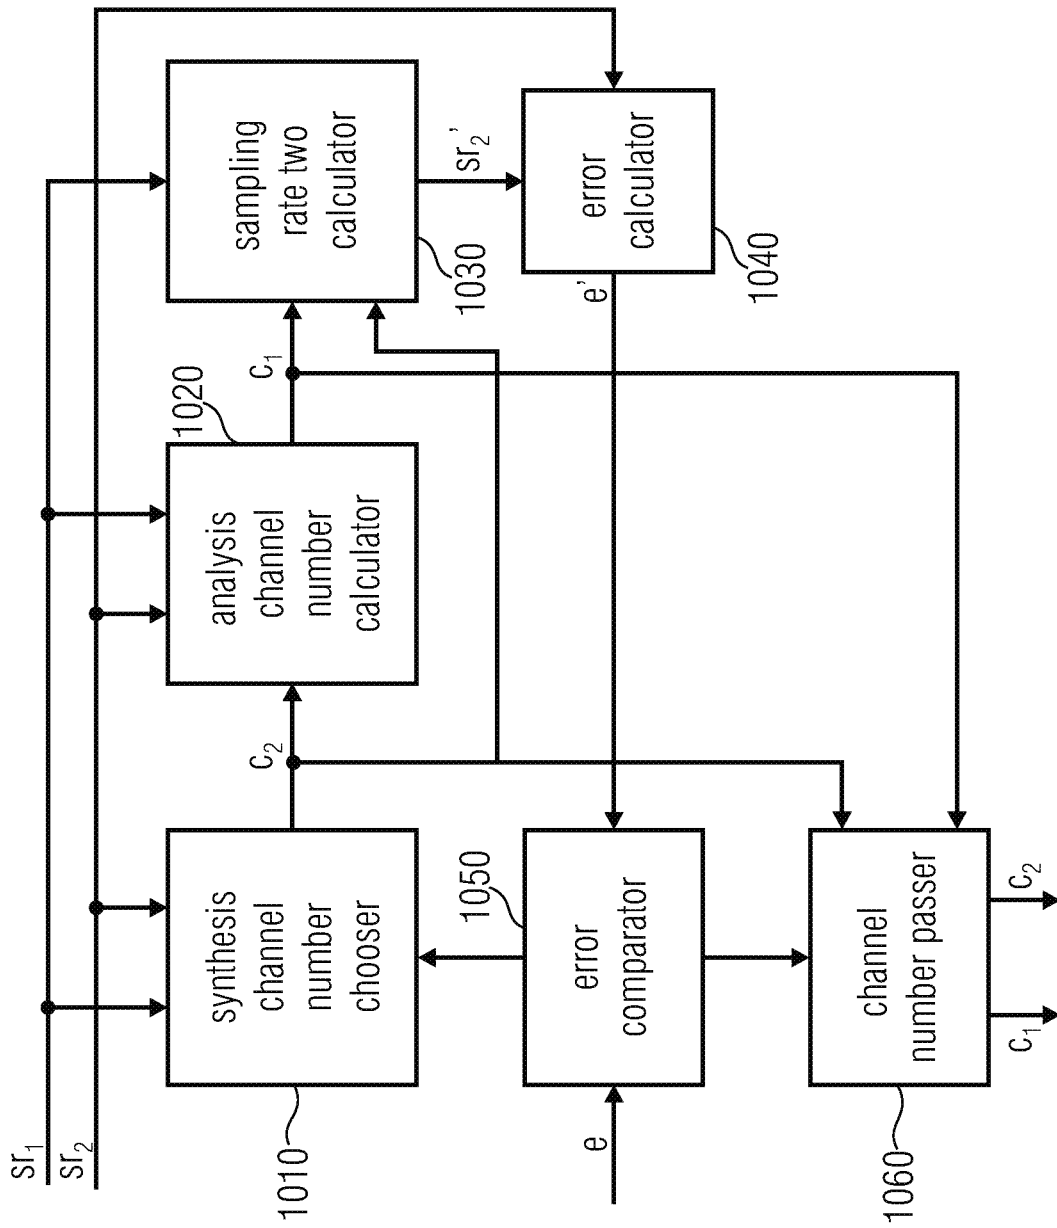 sr₁
sr₂
1010
synthesis
channel
number
chooser
c₂
1020
analysis
channel
number
calculator
c₁
sampling
rate two
calculator
1030
sr₂'
e
1050
error
comparator
e'
error
calculator
1040
1060
channel
number passer
c₁
c₂